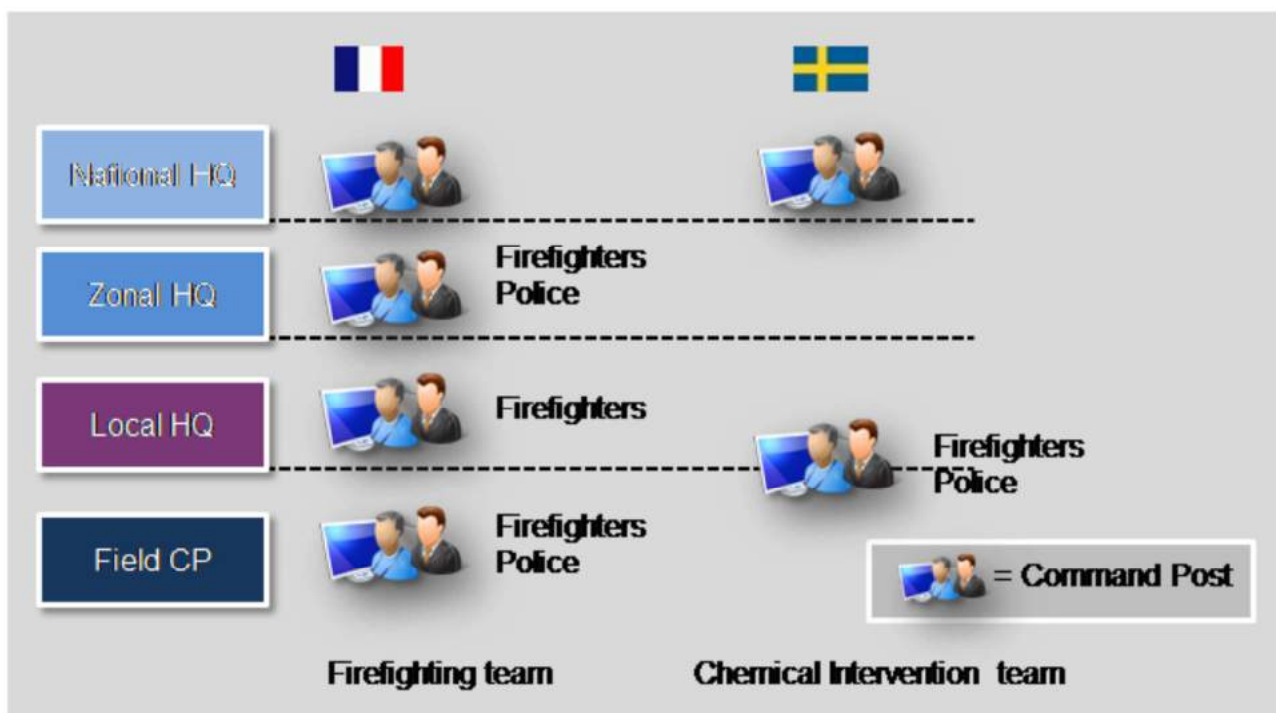 National HQ
Firefighters
Police
Zonal HQ
Firefighters
Local HQ
Firefighters
Police
Firefighters
Police
Field CP
= Command Post
Firefighting team
Chemical Intervention team